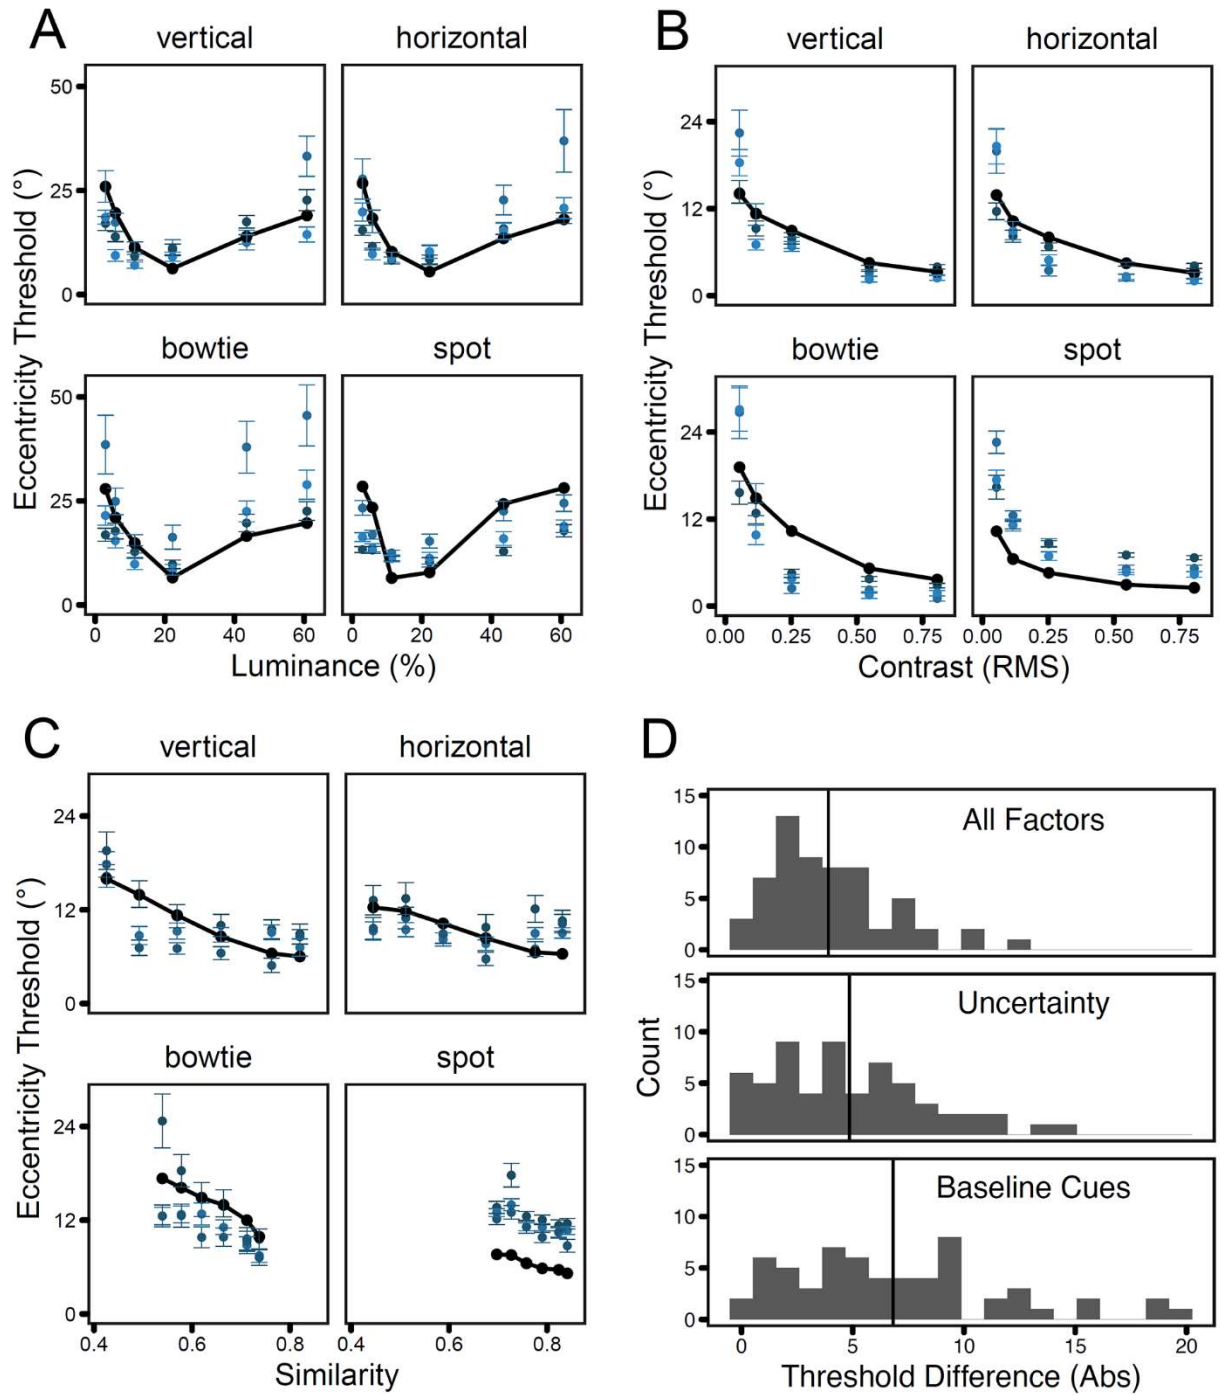 A
vertical
horizontal
50
25
0
bowtie
spot
50
25
0
0
20
40
60
0
20
40
60
Eccentricity Threshold (°)
Luminance (%)
B
vertical
horizontal
24
12
0
bowtie
spot
24
12
0
0.00
0.25
0.50
0.75
0.00
0.25
0.50
0.75
Eccentricity Threshold (°)
Contrast (RMS)
C
vertical
horizontal
24
12
0
bowtie
spot
24
12
0
0.4
0.6
0.8
0.4
0.6
0.8
Eccentricity Threshold (°)
Similarity
D
15
10
5
0
All Factors
15
10
5
0
Uncertainty
15
10
5
0
Baseline Cues
Count
0
5
10
15
20
Threshold Difference (Abs)